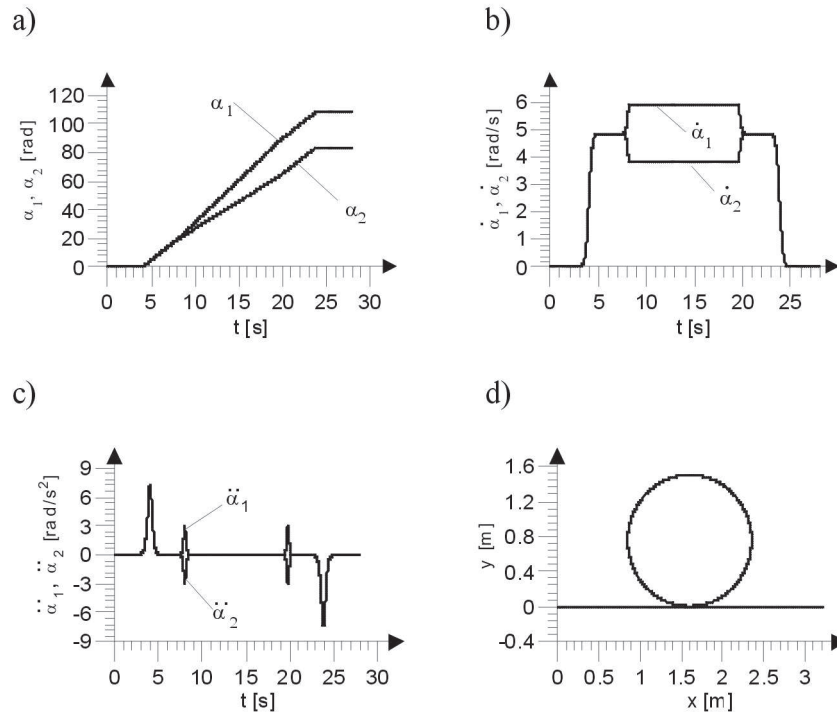 a)
120
100
80
60
40
20
0
α₁, α₂ [rad]
α₁
α₂
0 5 10 15 20 25 30
t [s]
b)
6
5
4
3
2
1
0
α̇₁, α̇₂ [rad/s]
α̇₁
α̇₂
0 5 10 15 20 25
t [s]
c)
9
6
3
0
-3
-6
-9
α̈₁, α̈₂ [rad/s²]
α̈₁
α̈₂
0 5 10 15 20 25 30
t [s]
d)
1.6
1.2
0.8
0.4
0
-0.4
y [m]
0 0.5 1 1.5 2 2.5 3
x [m]